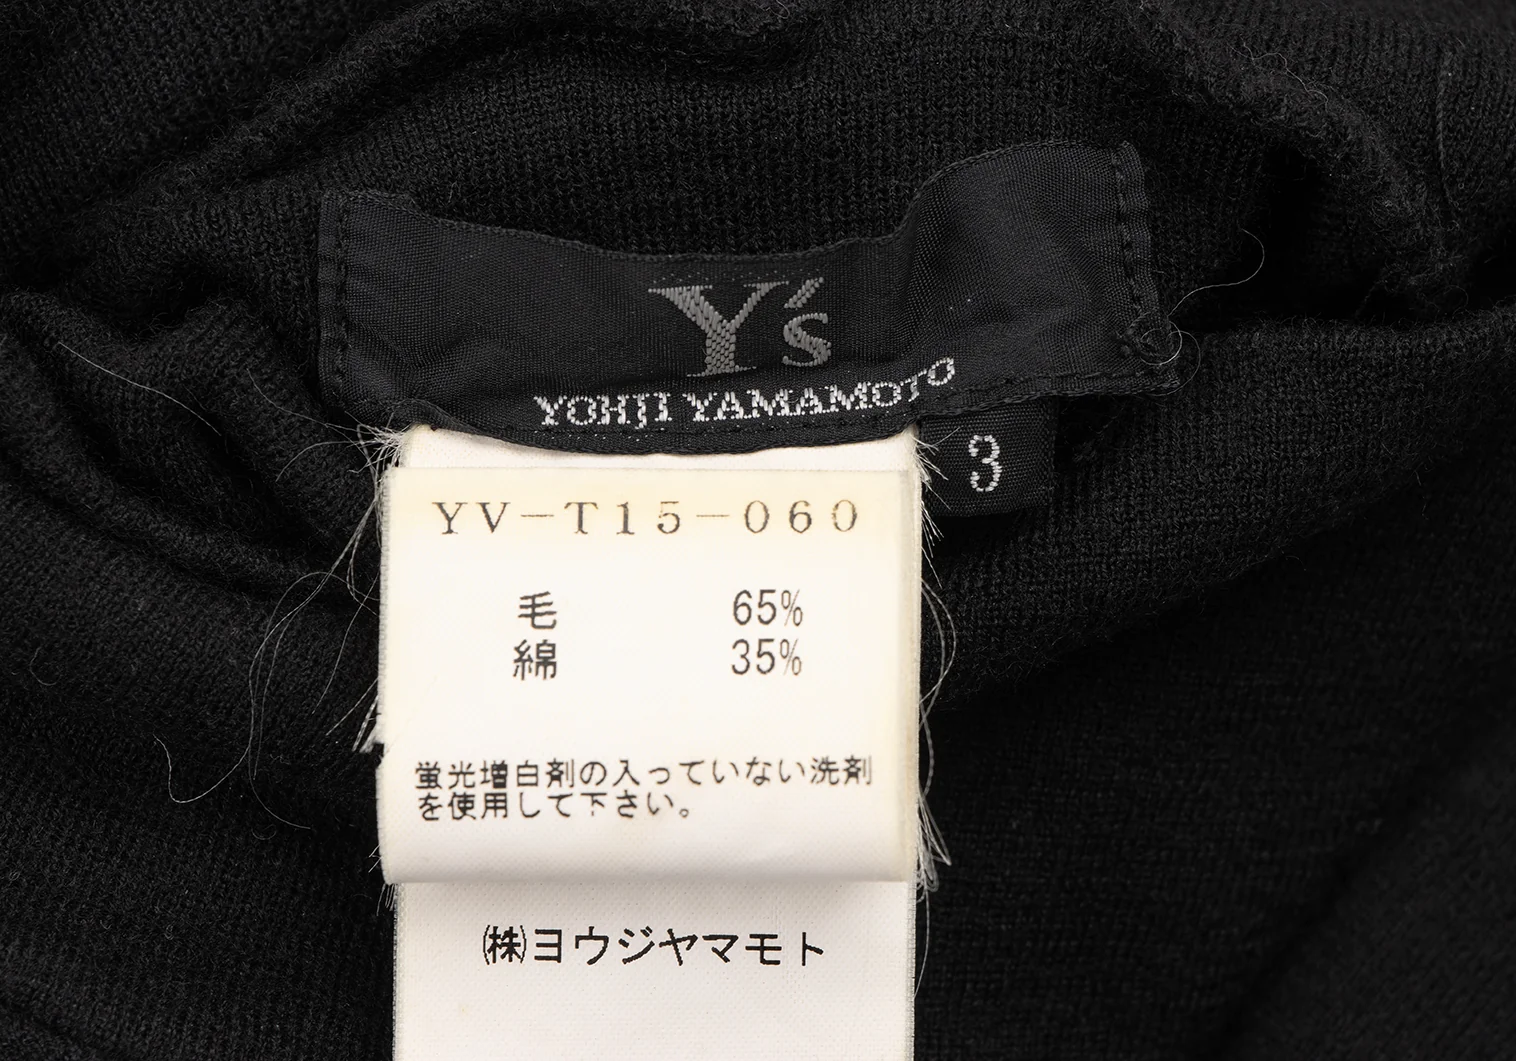 Y's
YOHJI YAMAMOTO
3
YV-T15-060
毛 65%
綿 35%
蛍光増白剤の入っていない洗剤
を使用して下さい。
㈱ヨウジヤマモト